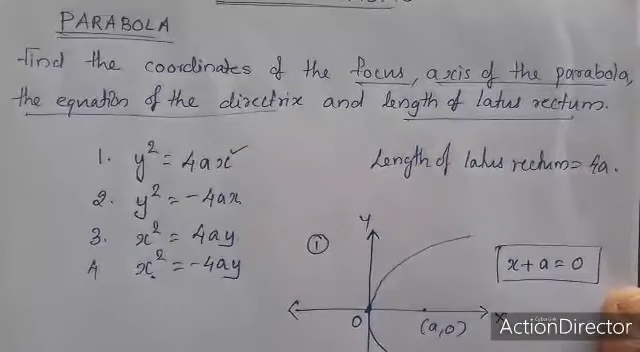 PARABOLA
find the coordinates of the focus, axis of the parabola,
the equation of the directrix and length of latus rectum.
1. y² = 4ax ✓
Length of latus rectum = 4a.
2. y² = -4ax
3. x² = 4ay
4 x² = -4ay
① Y
x + a = 0
O (a,0) X
ActionDirector